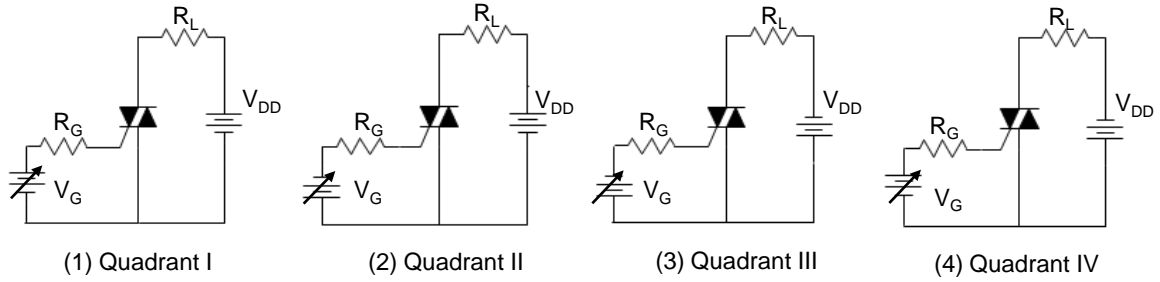 R_L
V_DD
R_G
V_G
(1) Quadrant I
R_L
V_DD
R_G
V_G
(2) Quadrant II
R_L
V_DD
R_G
V_G
(3) Quadrant III
R_L
V_DD
R_G
V_G
(4) Quadrant IV